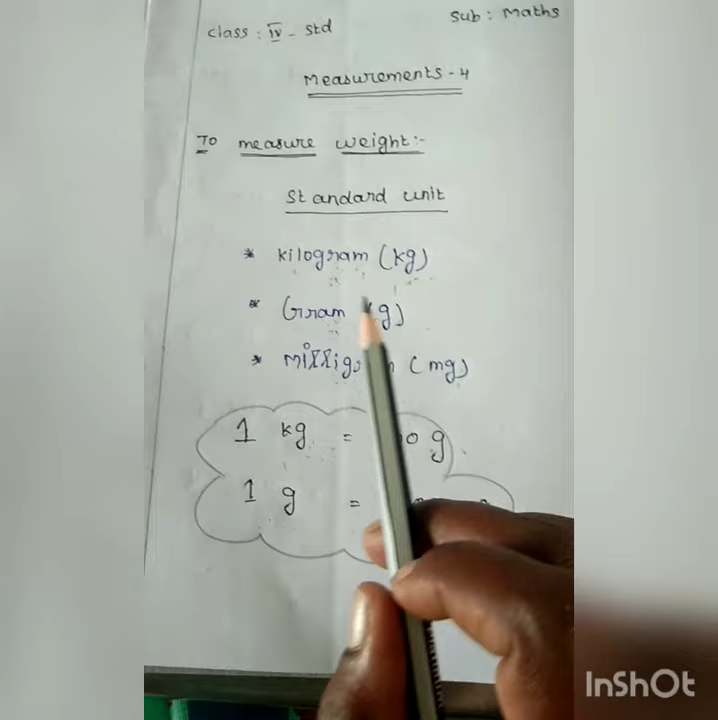 class : IV - std
Sub : Maths
Measurements - 4
To measure weight:-
Standard unit
* kilogram (kg)
* Gram g)
* (mg)
1 kg = g
1 g =
InShOt